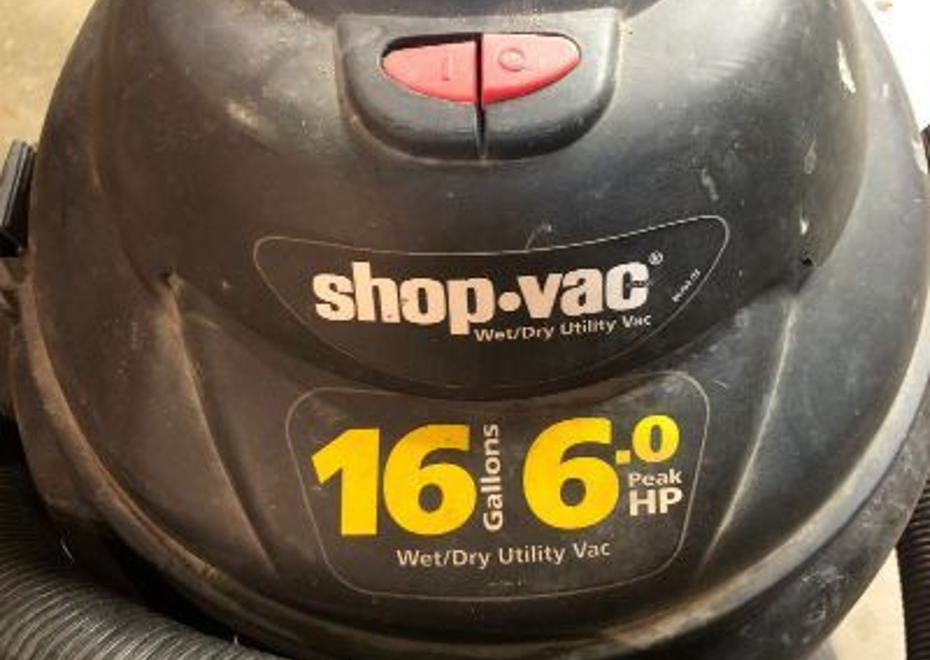 I O
shop·vac®
Wet/Dry Utility Vac
16 Gallons 6.0 Peak HP
Wet/Dry Utility Vac